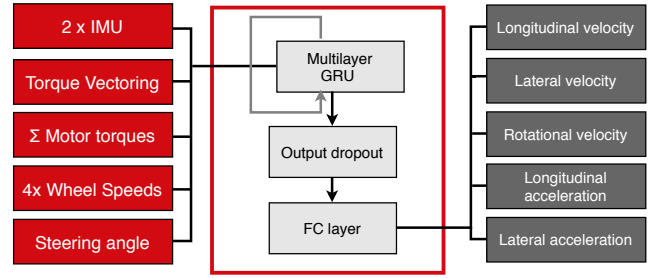 2 x IMU
Torque Vectoring
Σ Motor torques
4x Wheel Speeds
Steering angle
Multilayer
GRU
Output dropout
FC layer
Longitudinal velocity
Lateral velocity
Rotational velocity
Longitudinal
acceleration
Lateral acceleration